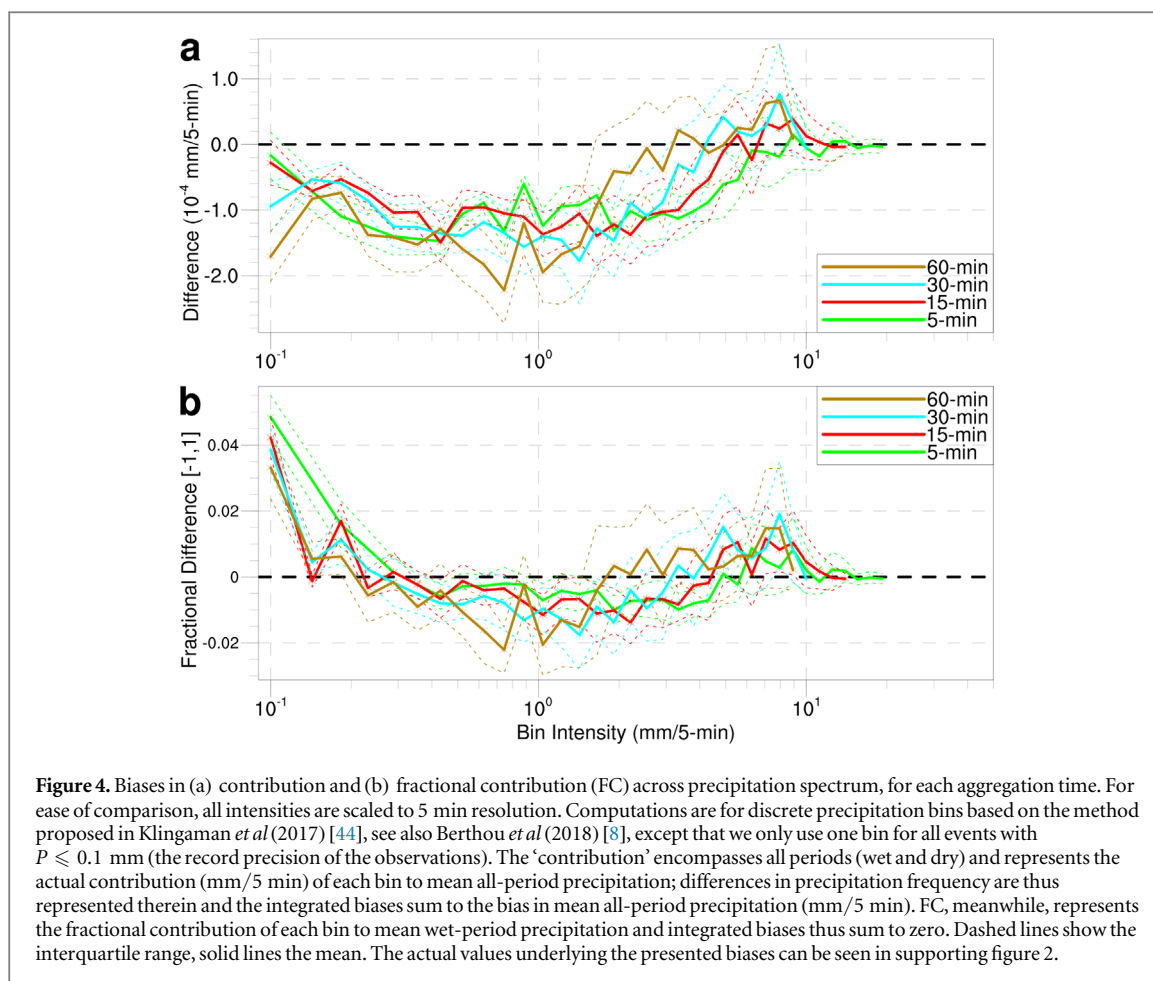 a
Difference (10-4 mm/5-min)
1.0
0.0
-1.0
-2.0
60-min
30-min
15-min
5-min
10-1
100
101
b
Fractional Difference [-1,1]
0.04
0.02
0
-0.02
60-min
30-min
15-min
5-min
10-1
100
101
Bin Intensity (mm/5-min)
Figure 4. Biases in (a) contribution and (b) fractional contribution (FC) across precipitation spectrum, for each aggregation time. For
ease of comparison, all intensities are scaled to 5 min resolution. Computations are for discrete precipitation bins based on the method
proposed in Klingaman et al (2017) [44], see also Berthou et al (2018) [8], except that we only use one bin for all events with
P ⩽ 0.1 mm (the record precision of the observations). The ‘contribution’ encompasses all periods (wet and dry) and represents the
actual contribution (mm/5 min) of each bin to mean all-period precipitation; differences in precipitation frequency are thus
represented therein and the integrated biases sum to the bias in mean all-period precipitation (mm/5 min). FC, meanwhile, represents
the fractional contribution of each bin to mean wet-period precipitation and integrated biases thus sum to zero. Dashed lines show the
interquartile range, solid lines the mean. The actual values underlying the presented biases can be seen in supporting figure 2.